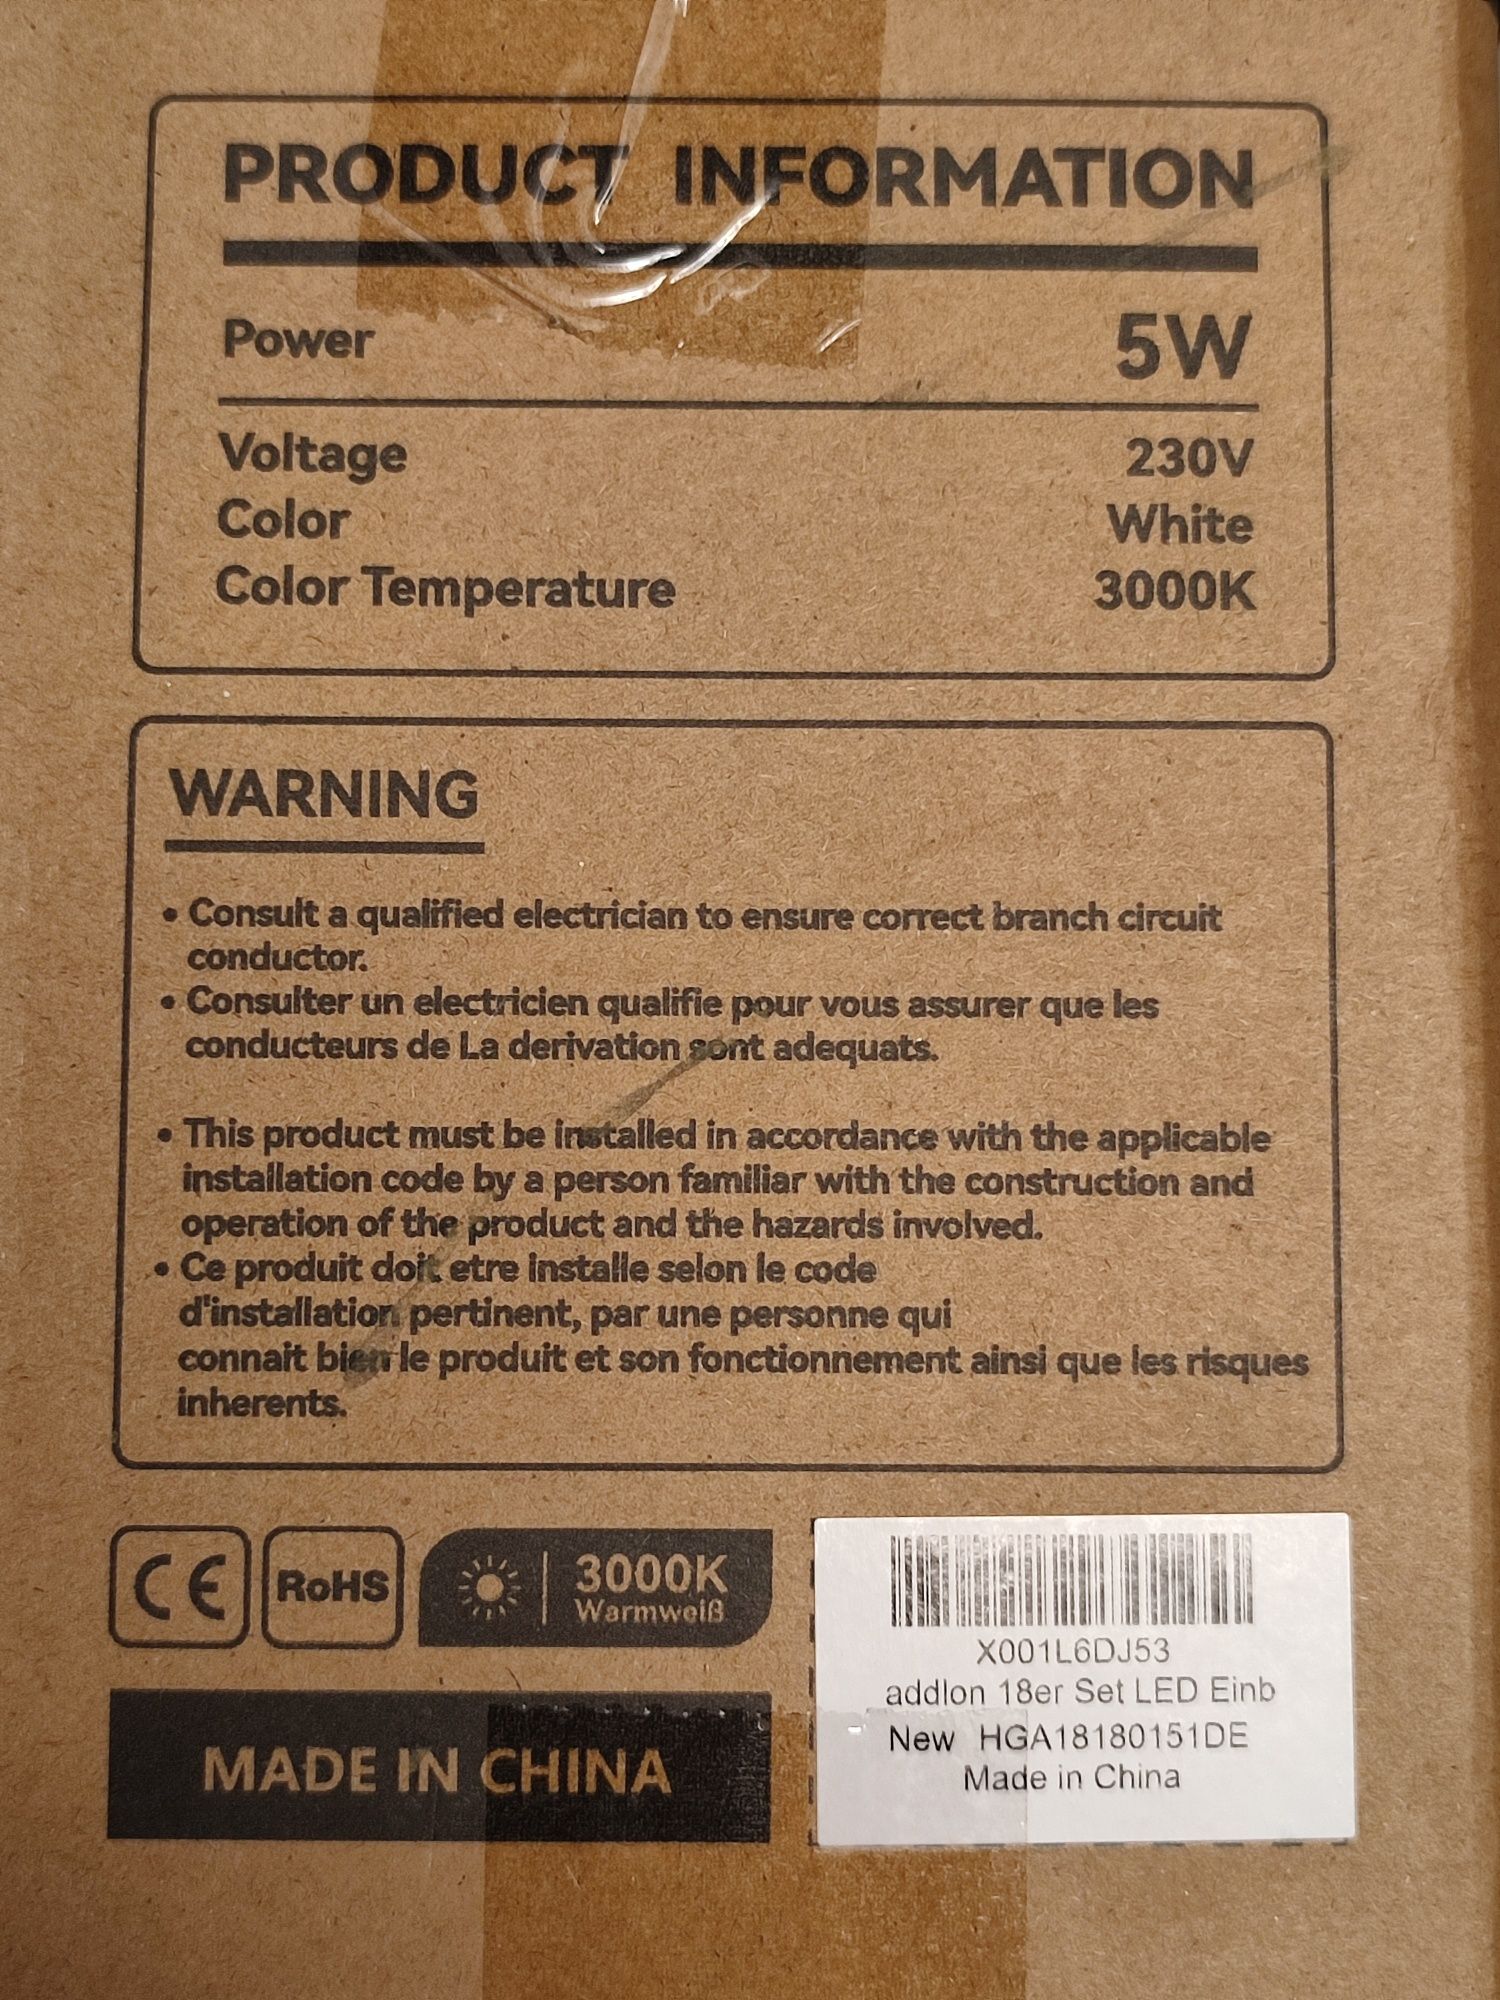 PRODUCT INFORMATION
Power 5W
Voltage 230V
Color White
Color Temperature 3000K
WARNING
• Consult a qualified electrician to ensure correct branch circuit
conductor.
• Consulter un electricien qualifie pour vous assurer que les
conducteurs de La derivation sont adequats.
• This product must be installed in accordance with the applicable
installation code by a person familiar with the construction and
operation of the product and the hazards involved.
• Ce produit doit etre installe selon le code
d'installation pertinent, par une personne qui
connait bien le produit et son fonctionnement ainsi que les risques
inherents.
CE
RoHS
3000K
Warmweiß
MADE IN CHINA
X001L6DJ53
addlon 18er Set LED Einb
New HGA18180151DE
Made in China